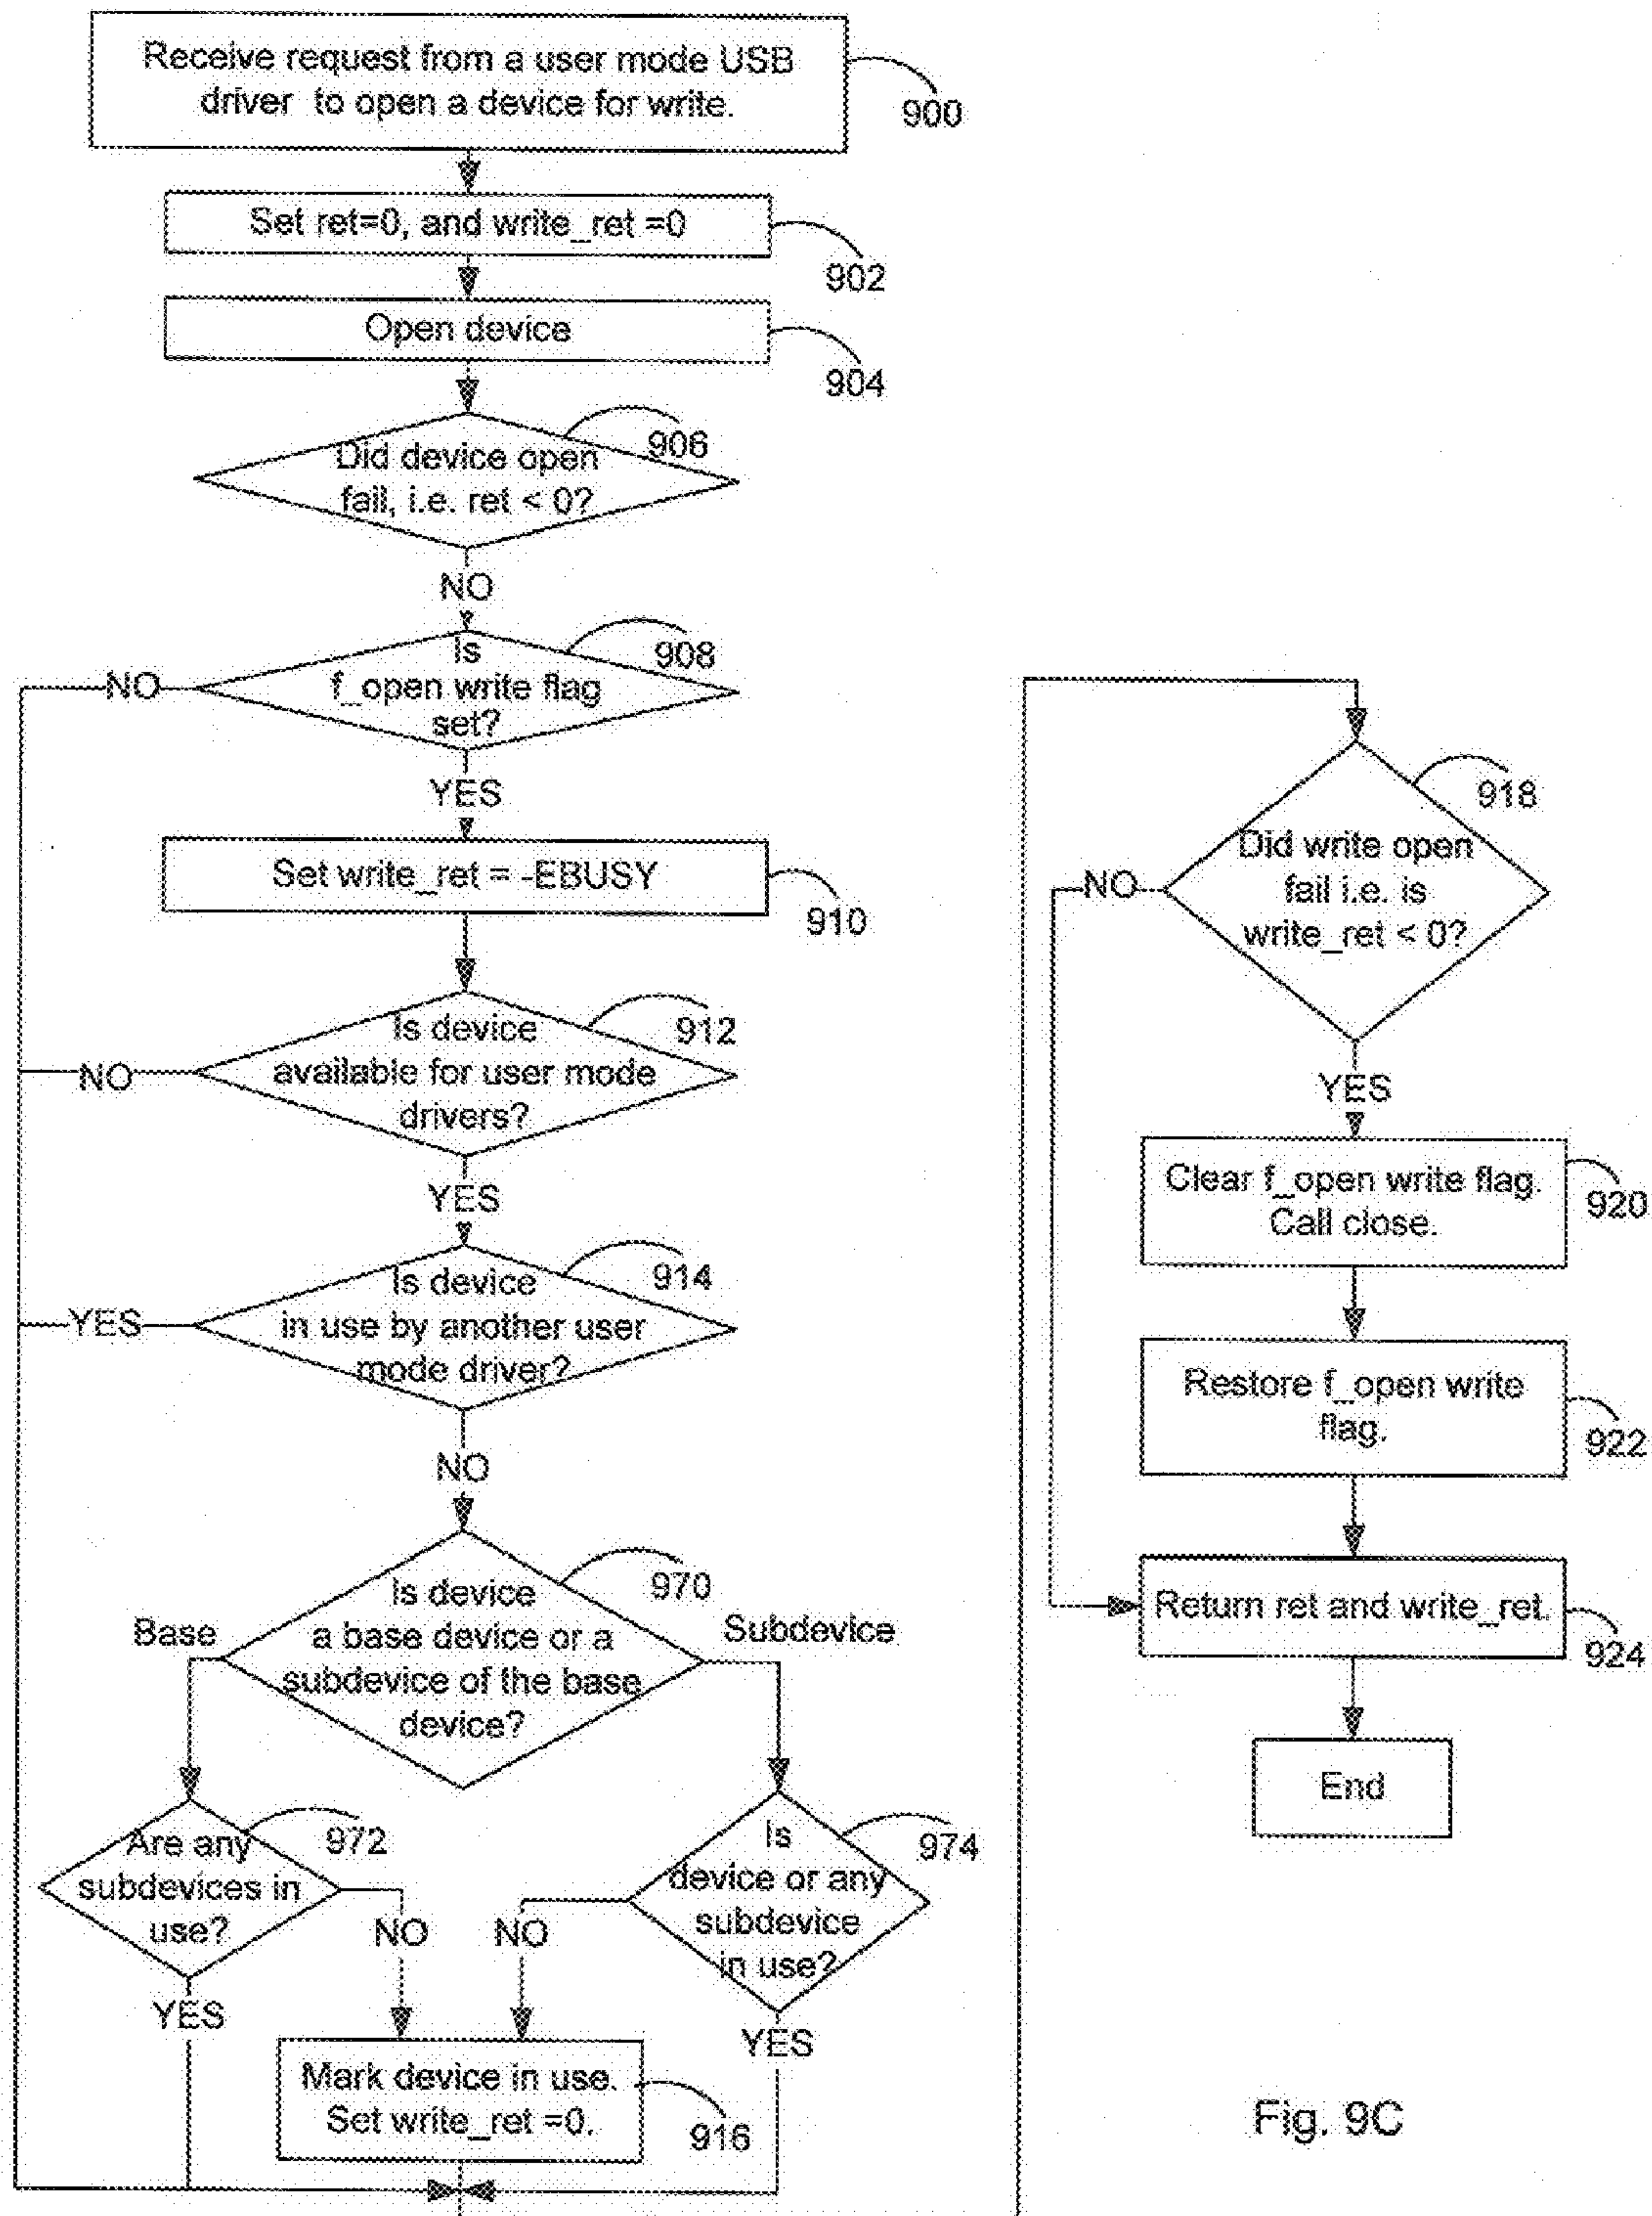 Receive request from a user mode USB
driver to open a device for write.
900
Set ret=0, and write_ret =0
902
Open device
904
906
Did device open
fail, i.e. ret < 0?
NO
Is
908
f_open write flag
set?
NO
YES
Set write_ret = -EBUSY
910
Is device
912
available for user mode
drivers?
NO
YES
Is device
914
in use by another user
mode driver?
YES
NO
Is device
970
a base device or a
subdevice of the base
device?
Base
Subdevice
Are any
972
subdevices in
use?
NO
YES
Is
974
device or any
subdevice
in use?
NO
YES
Mark device in use.
Set write_ret =0.
916
918
Did write open
fail i.e. is
write_ret < 0?
NO
YES
Clear f_open write flag.
Call close.
920
Restore f_open write
flag.
922
Return ret and write_ret.
924
End
Fig. 9C